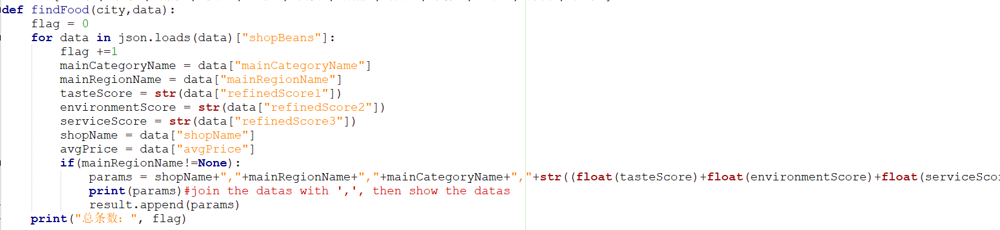 def findFood(city,data):
    flag = 0
    for data in json.loads(data)["shopBeans"]:
        flag +=1
        mainCategoryName = data["mainCategoryName"]
        mainRegionName = data["mainRegionName"]
        tasteScore = str(data["refinedScore1"])
        environmentScore = str(data["refinedScore2"])
        serviceScore = str(data["refinedScore3"])
        shopName = data["shopName"]
        avgPrice = data["avgPrice"]
        if(mainRegionName!=None):
            params = shopName+","+mainRegionName+","+mainCategoryName+","+str((float(tasteScore)+float(environmentScore)+float(serviceSco
            print(params)#join the datas with ',', then show the datas
            result.append(params)
    print("总条数：", flag)